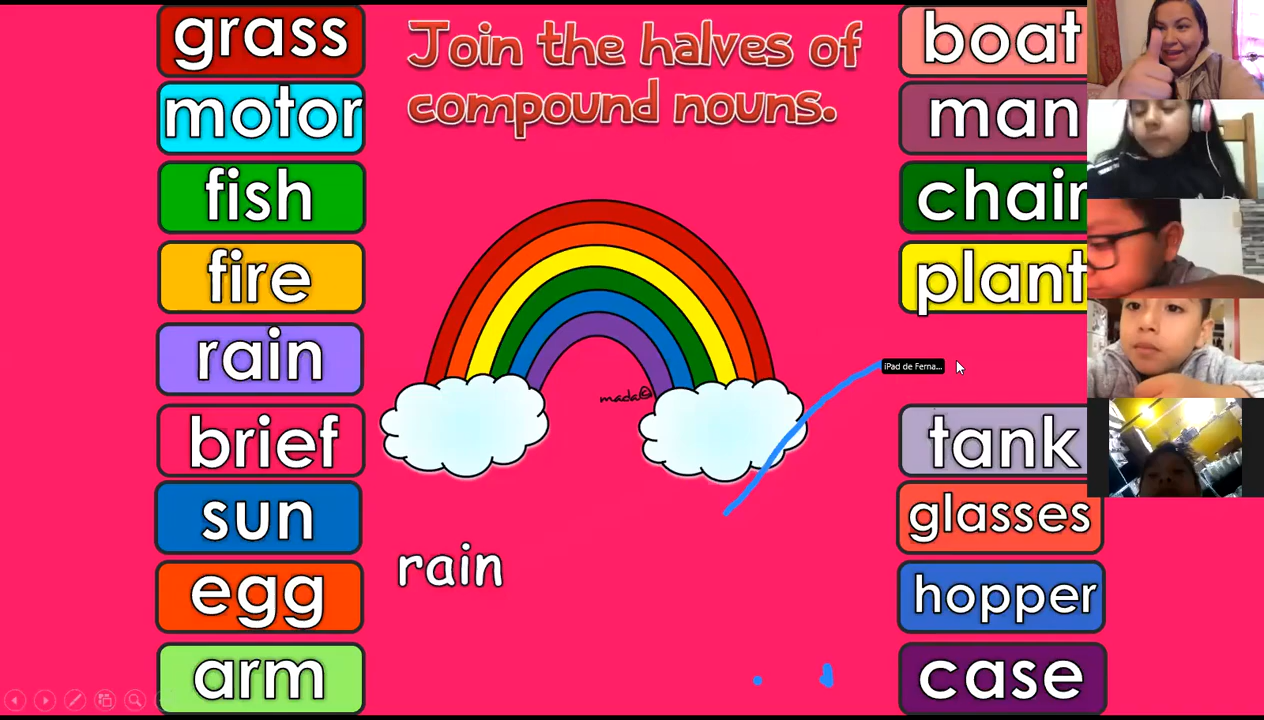 grass
motor
fish
fire
rain
brief
sun
egg
arm
Join the halves of
compound nouns.
mada©
rain
boat
man
chair
plant
iPad de Ferna...
tank
glasses
hopper
case